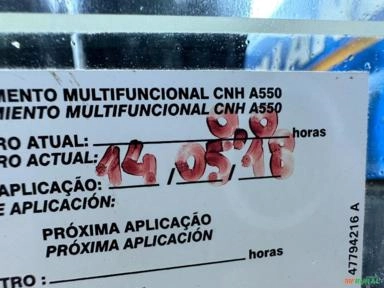 MENTO MULTIFUNCIONAL CNH A550
MIENTO MULTIFUNCIONAL CNH A550
RO ATUAL: 00 horas
RO ACTUAL:
APLICAÇÃO: 14/05/18
E APLICACIÓN:
PRÓXIMA APLICAÇÃO
PRÓXIMA APLICACIÓN
horas
TRO :
47794216 A